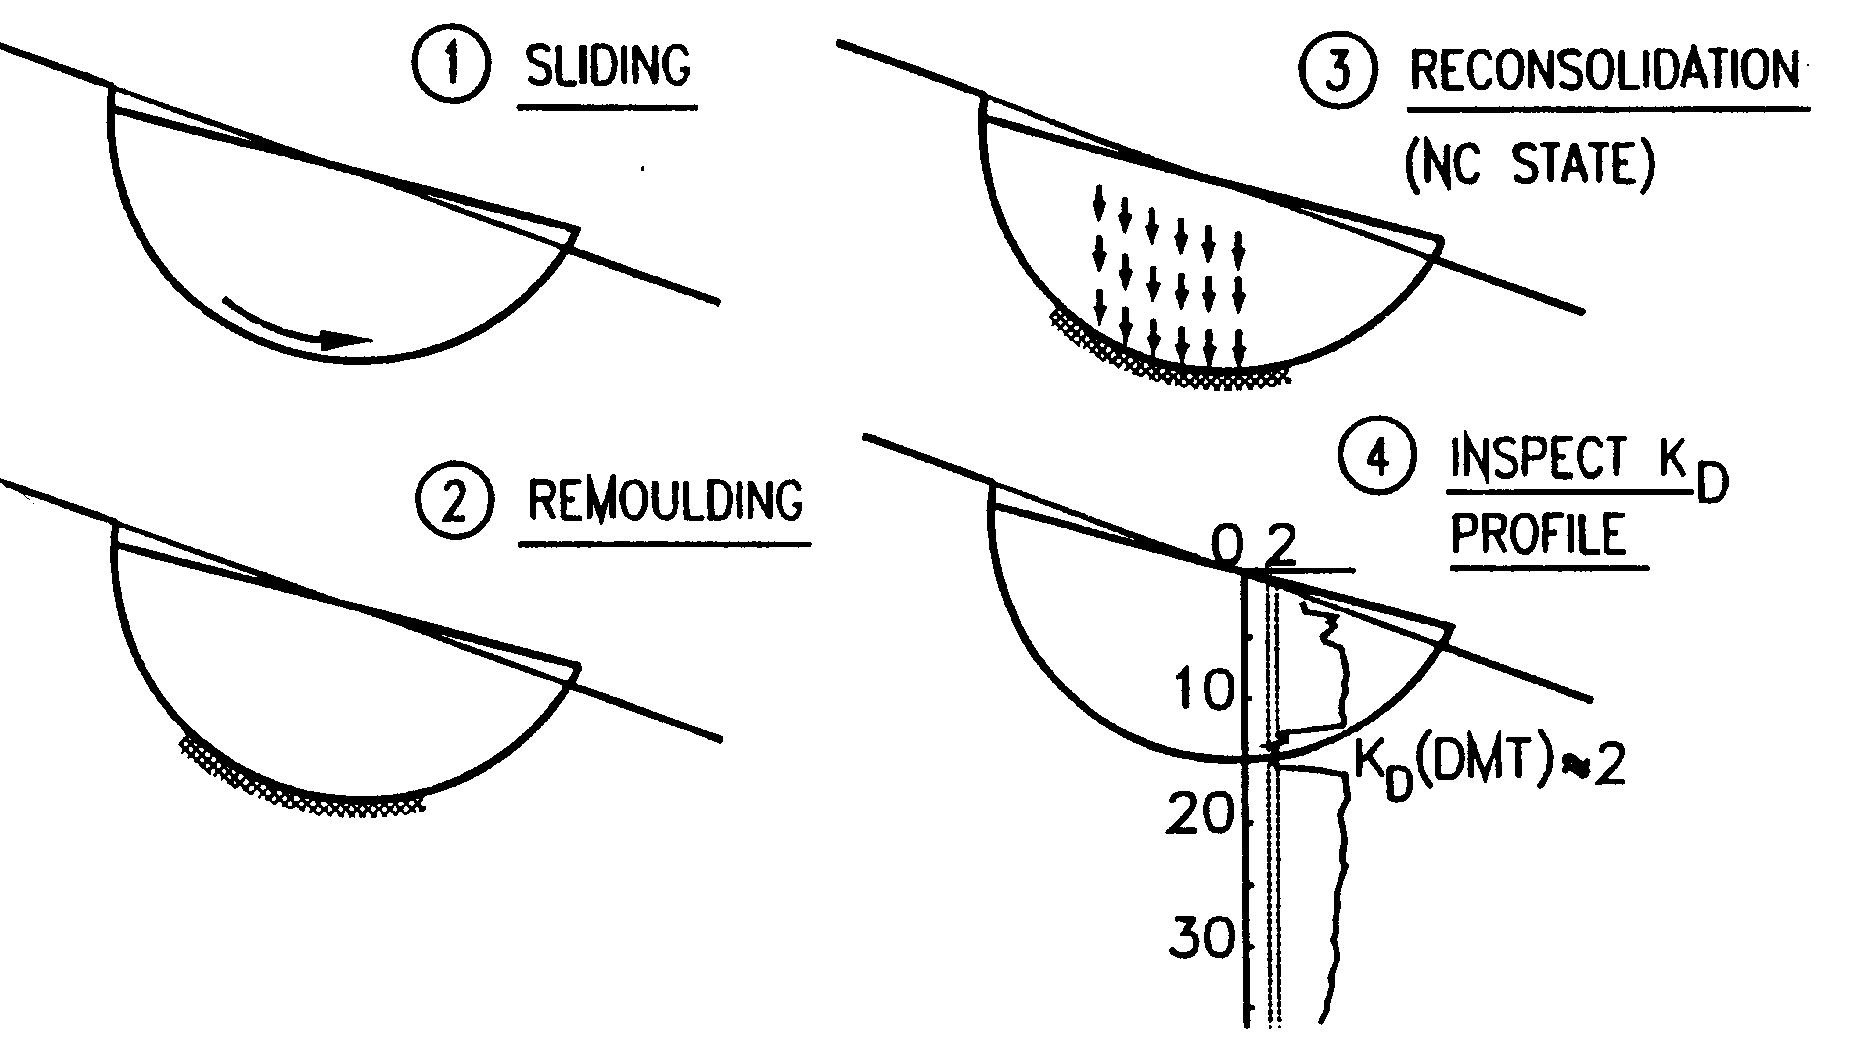 1 SLIDING
2 REMOULDING
3 RECONSOLIDATION
(NC STATE)
4 INSPECT KD
PROFILE
0 2
10
KD(DMT)≈2
20
30